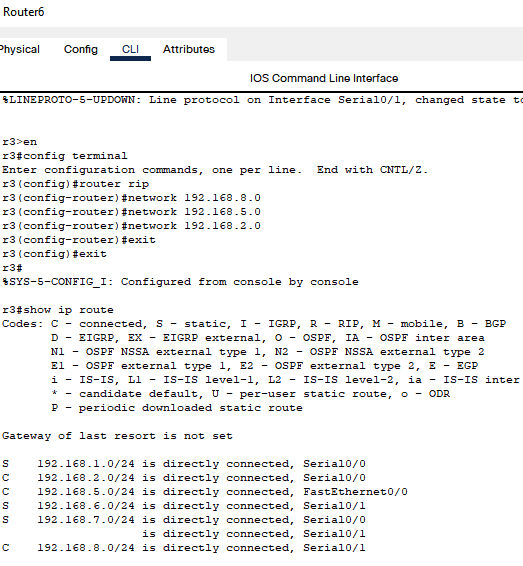 Router6
Physical Config CLI Attributes
IOS Command Line Interface
%LINEPROTO-5-UPDOWN: Line protocol on Interface Serial0/1, changed state to
r3>en
r3#config terminal
Enter configuration commands, one per line.  End with CNTL/Z.
r3(config)#router rip
r3(config-router)#network 192.168.8.0
r3(config-router)#network 192.168.5.0
r3(config-router)#network 192.168.2.0
r3(config-router)#exit
r3(config)#exit
r3#
%SYS-5-CONFIG_I: Configured from console by console
r3#show ip route
Codes: C - connected, S - static, I - IGRP, R - RIP, M - mobile, B - BGP
       D - EIGRP, EX - EIGRP external, O - OSPF, IA - OSPF inter area
       N1 - OSPF NSSA external type 1, N2 - OSPF NSSA external type 2
       E1 - OSPF external type 1, E2 - OSPF external type 2, E - EGP
       i - IS-IS, L1 - IS-IS level-1, L2 - IS-IS level-2, ia - IS-IS inter
       * - candidate default, U - per-user static route, o - ODR
       P - periodic downloaded static route
Gateway of last resort is not set
S    192.168.1.0/24 is directly connected, Serial0/0
C    192.168.2.0/24 is directly connected, Serial0/0
C    192.168.5.0/24 is directly connected, FastEthernet0/0
S    192.168.6.0/24 is directly connected, Serial0/1
S    192.168.7.0/24 is directly connected, Serial0/0
                    is directly connected, Serial0/1
C    192.168.8.0/24 is directly connected, Serial0/1